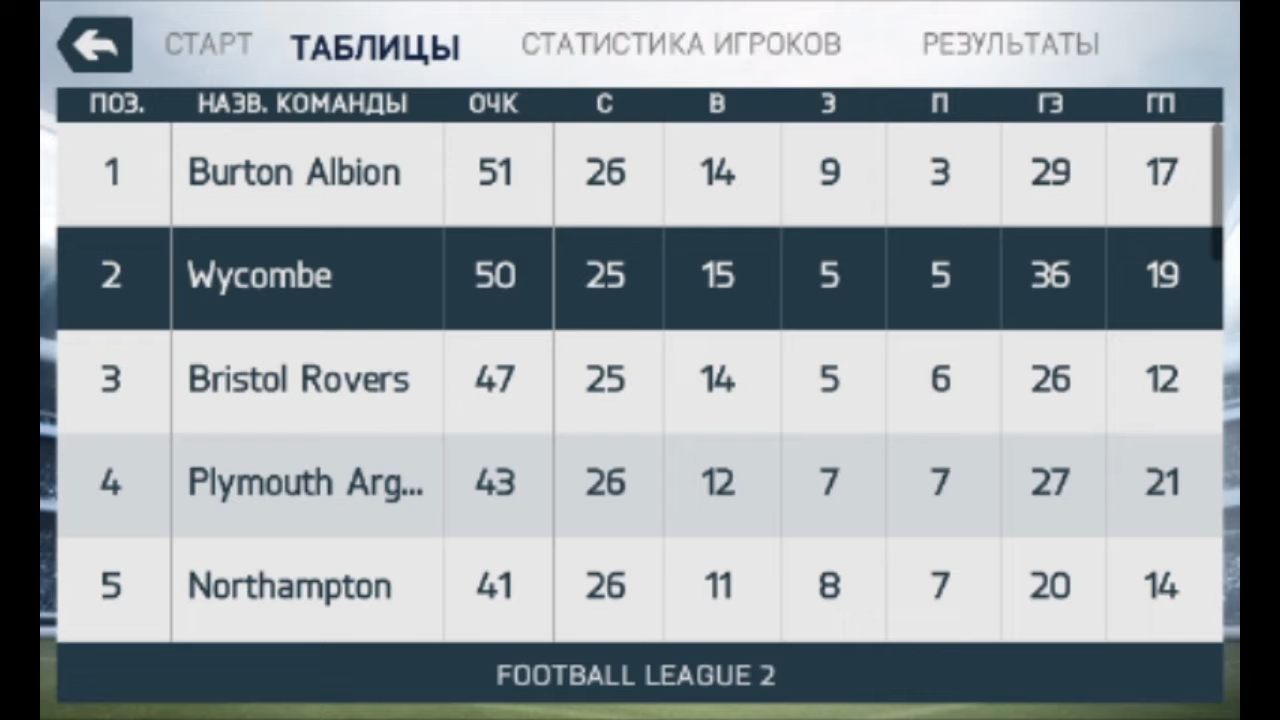 СТАРТ ТАБЛИЦЫ СТАТИСТИКА ИГРОКОВ РЕЗУЛЬТАТЫ
ПОЗ. НАЗВ. КОМАНДЫ ОЧК С В З П ГЗ ГП
1 Burton Albion 51 26 14 9 3 29 17
2 Wycombe 50 25 15 5 5 36 19
3 Bristol Rovers 47 25 14 5 6 26 12
4 Plymouth Arg... 43 26 12 7 7 27 21
5 Northampton 41 26 11 8 7 20 14
FOOTBALL LEAGUE 2